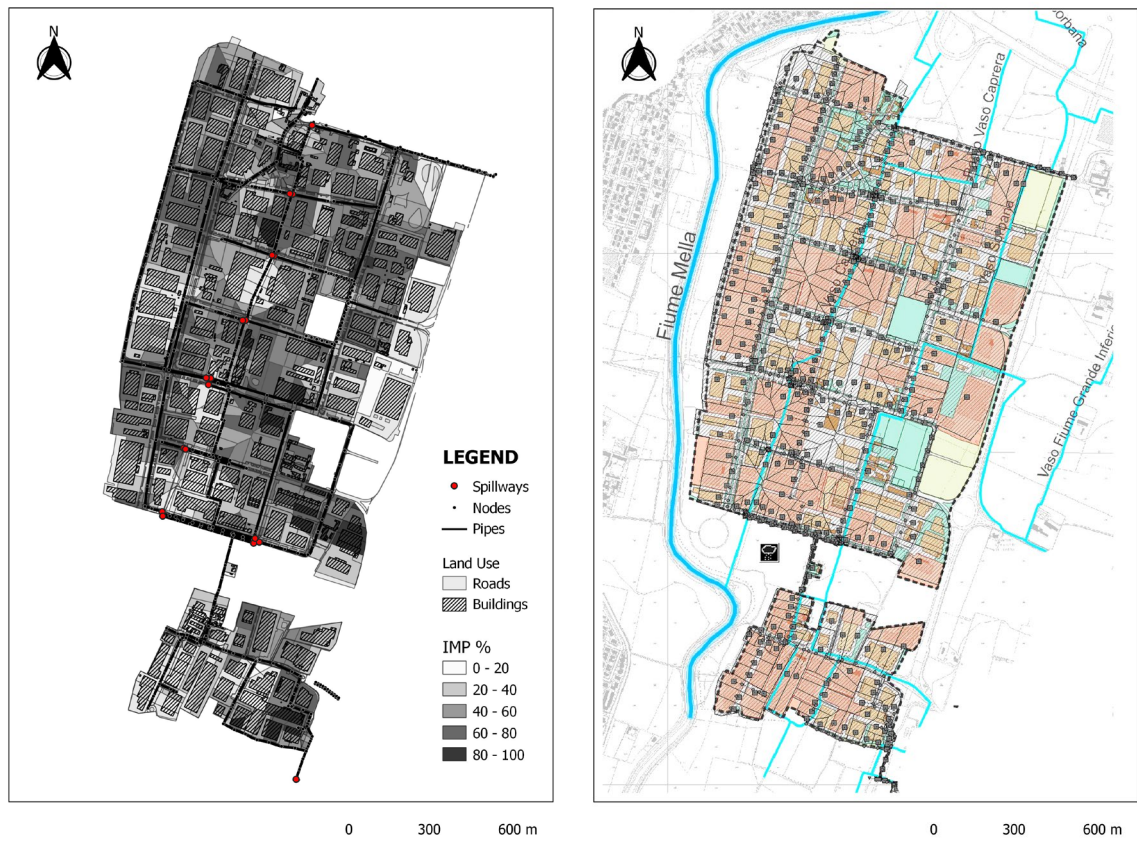 N
LEGEND
Spillways
Nodes
Pipes
Land Use
Roads
Buildings
IMP %
0 - 20
20 - 40
40 - 60
60 - 80
80 - 100
0 300 600 m
N
Fiume Mella
Vaso Caprera
Vaso Fiume Grande Inferio
0 300 600 m